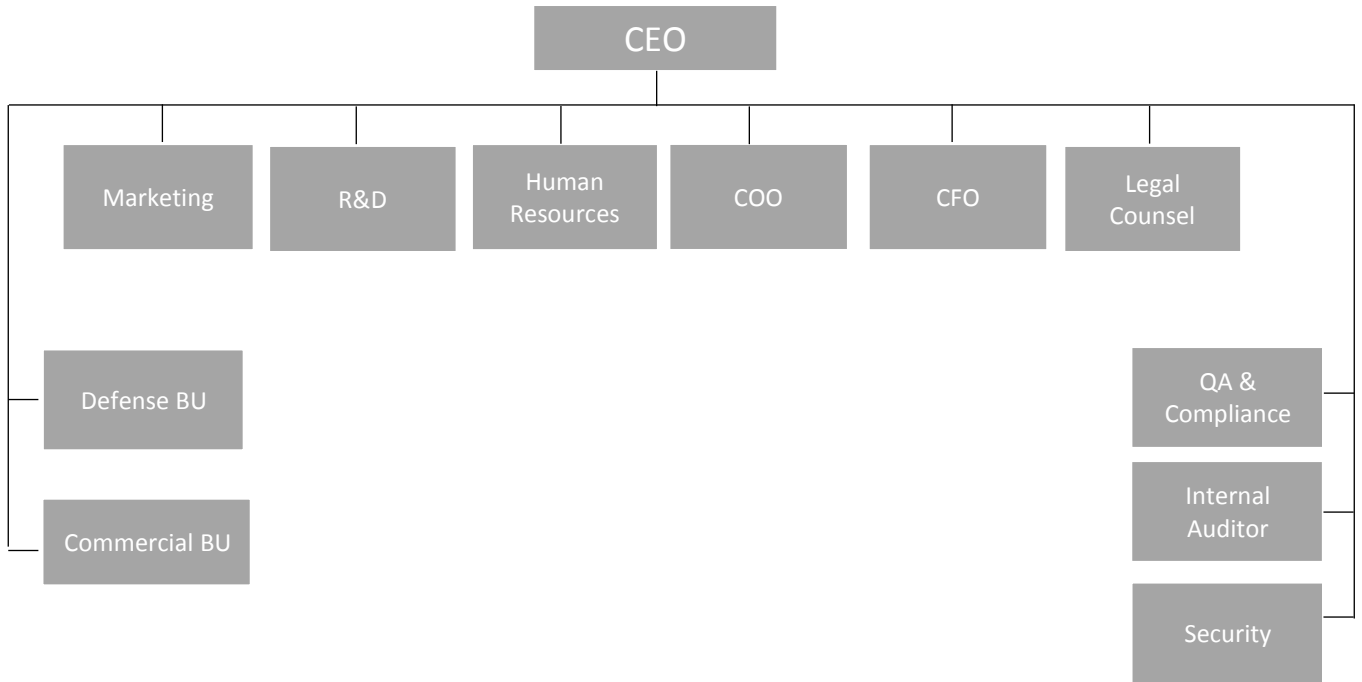 CEO
Marketing
R&D
Human
Resources
COO
CFO
Legal
Counsel
Defense BU
Commercial BU
QA &
Compliance
Internal
Auditor
Security